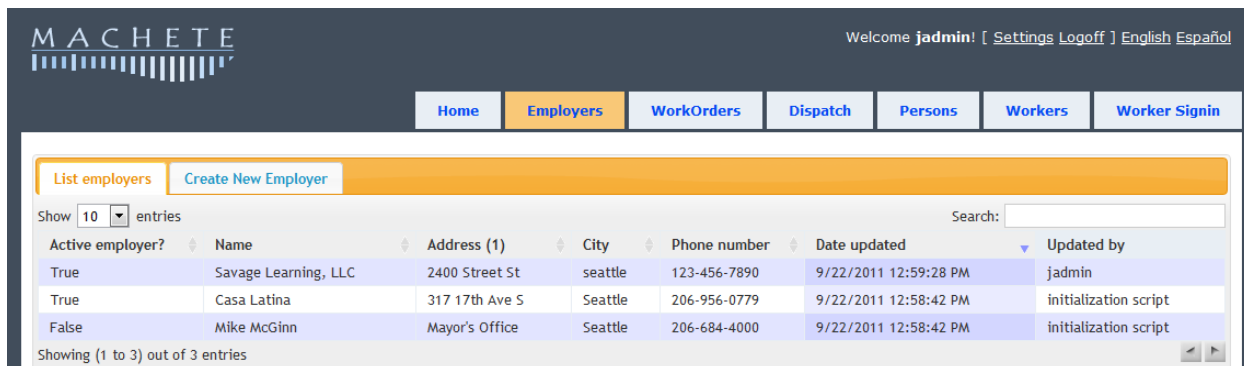 MACHETE
Welcome jadmin! [ Settings Logoff ] English Español
Home Employers WorkOrders Dispatch Persons Workers Worker Signin
List employers Create New Employer
Show 10 entries Search:
Active employer? Name Address (1) City Phone number Date updated Updated by
True Savage Learning, LLC 2400 Street St seattle 123-456-7890 9/22/2011 12:59:28 PM jadmin
True Casa Latina 317 17th Ave S Seattle 206-956-0779 9/22/2011 12:58:42 PM initialization script
False Mike McGinn Mayor's Office Seattle 206-684-4000 9/22/2011 12:58:42 PM initialization script
Showing (1 to 3) out of 3 entries